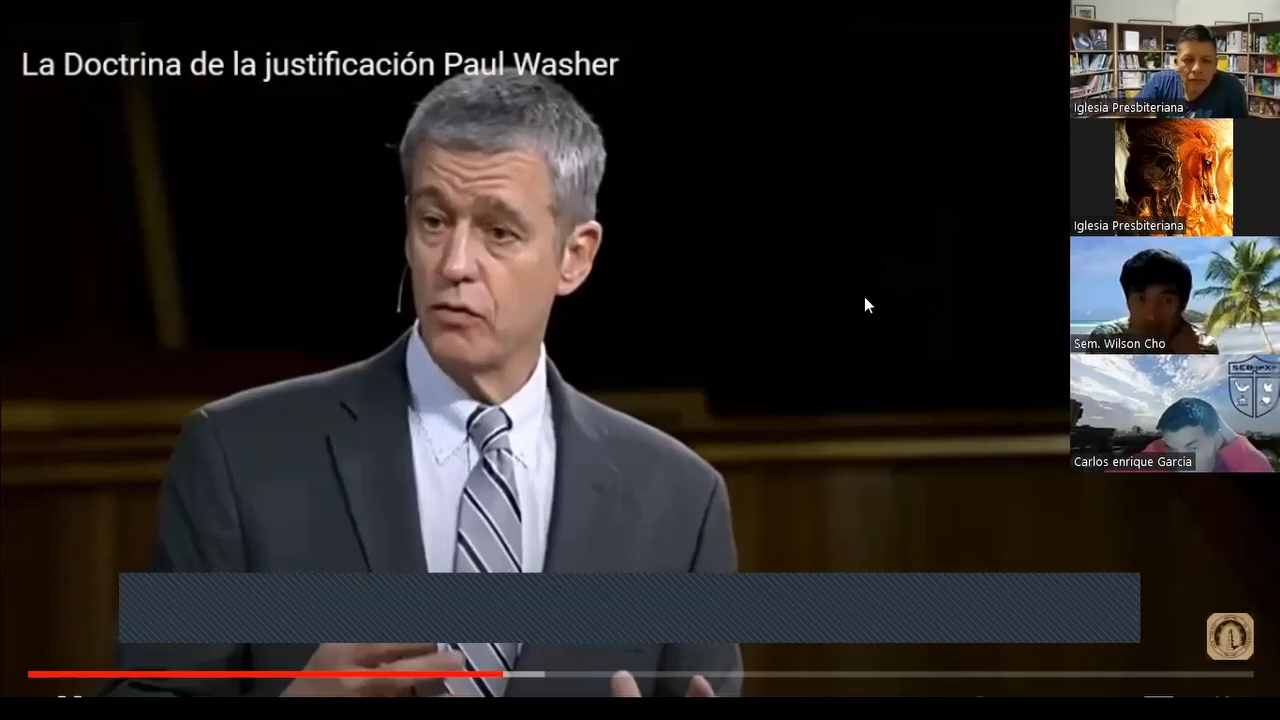 La Doctrina de la justificación Paul Washer
Iglesia Presbiteriana
Iglesia Presbiteriana
Sem. Wilson Cho
Carlos enrique Garcia